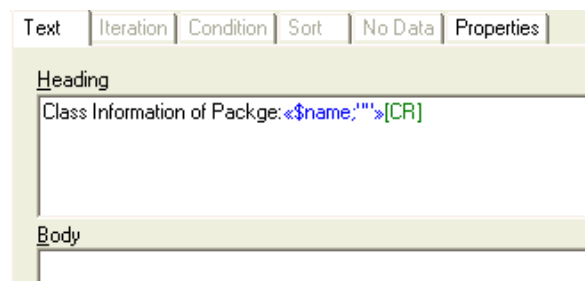 Text Iteration Condition Sort No Data Properties
Heading
Class Information of Packge:«$name;""'»[CR]
Body